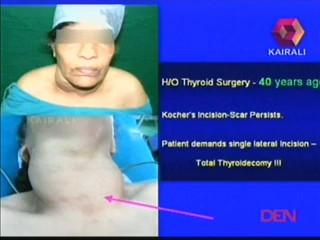 KAIRALI
H/O Thyroid Surgery - 40 years ago
Kocher's Incision-Scar Persists.
Patient demands single lateral Incision –
Total Thyroidecomy !!!
KAIRALI
DEN